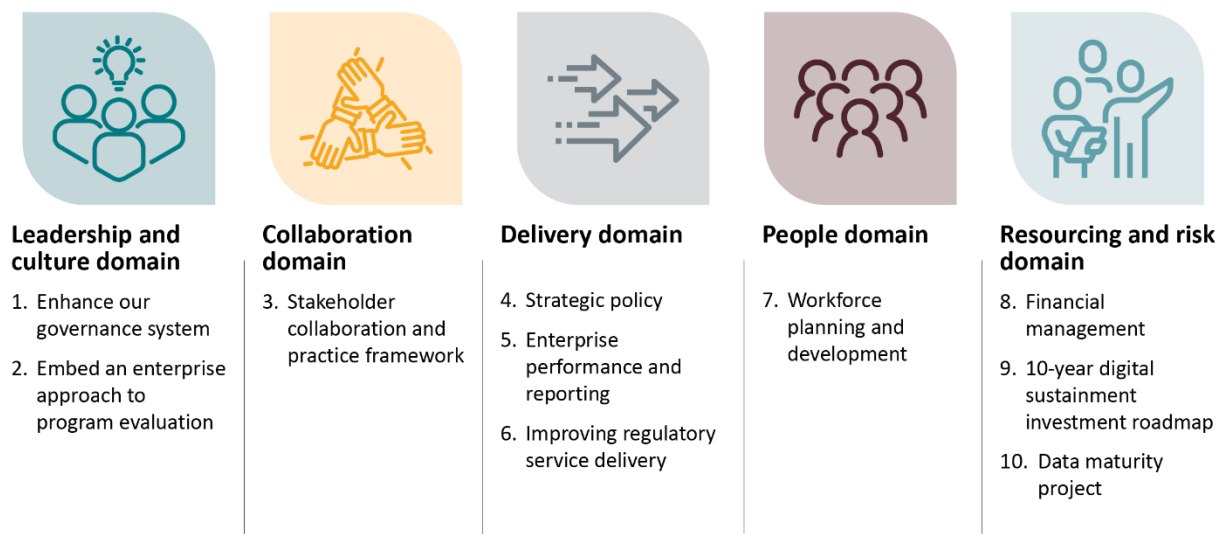 Leadership and
culture domain
1. Enhance our
governance system
2. Embed an enterprise
approach to
program evaluation
Collaboration
domain
3. Stakeholder
collaboration and
practice framework
Delivery domain
4. Strategic policy
5. Enterprise
performance and
reporting
6. Improving regulatory
service delivery
People domain
7. Workforce
planning and
development
Resourcing and risk
domain
8. Financial
management
9. 10-year digital
sustainment
investment roadmap
10. Data maturity
project